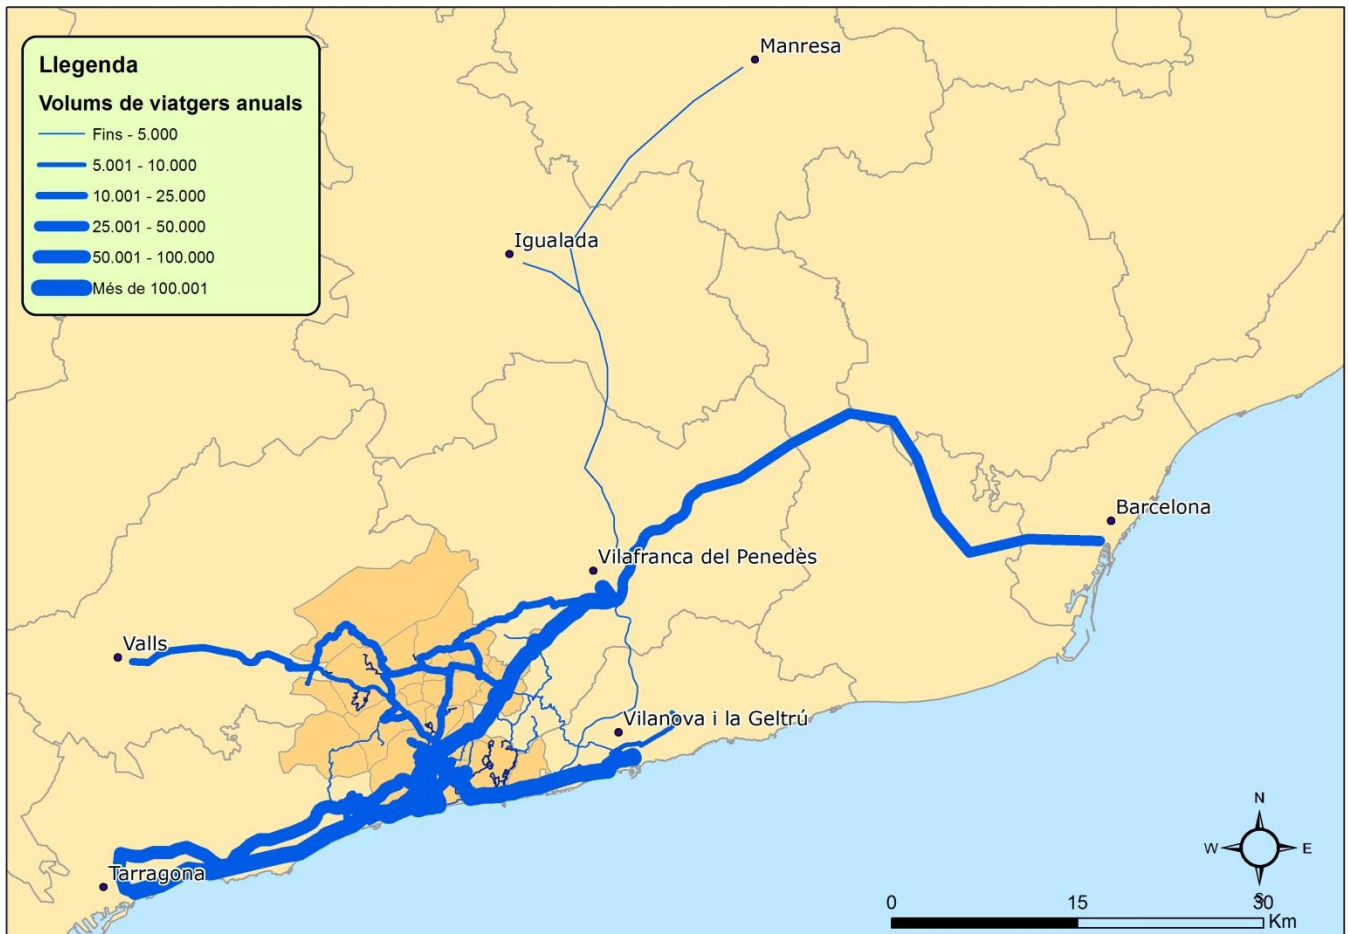 Llegenda
Volums de viatgers anuals
Fins - 5.000
5.001 - 10.000
10.001 - 25.000
25.001 - 50.000
50.001 - 100.000
Més de 100.001
Manresa
Igualada
Barcelona
Vilafranca del Penedès
Valls
Vilanova i la Geltrú
Tarragona
N
W E
S
0 15 30
Km